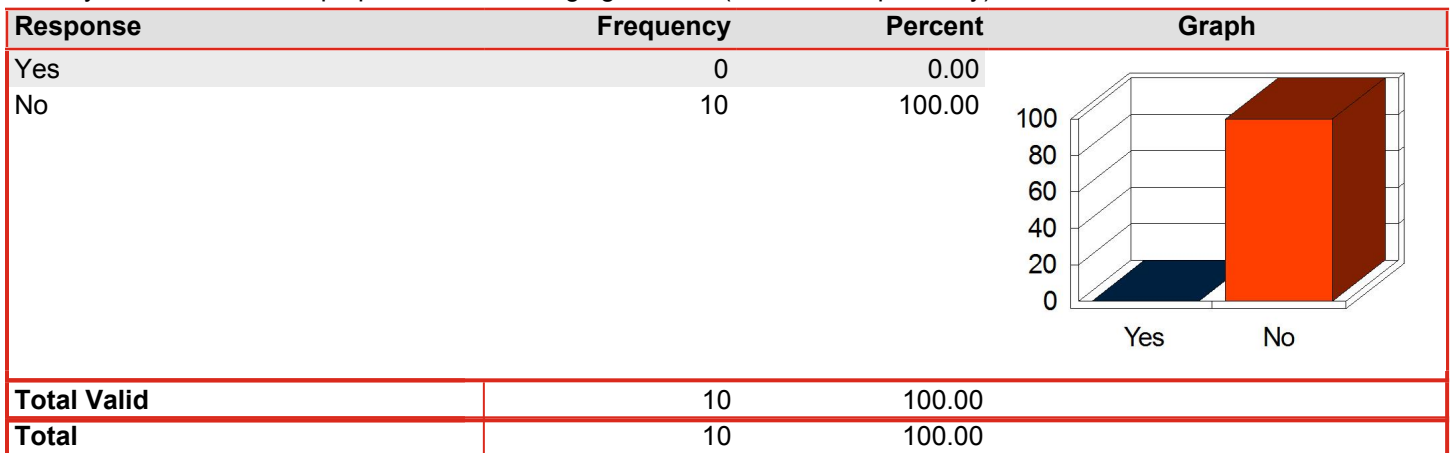 Response Frequency Percent Graph
Yes 0 0.00
No 10 100.00
100
80
60
40
20
0
Yes No
Total Valid 10 100.00
Total 10 100.00